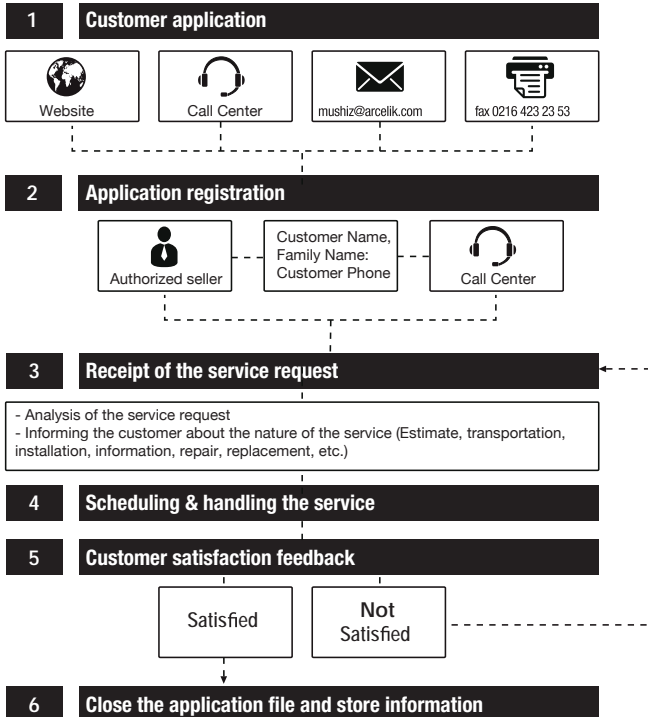 1 Customer application
Website
Call Center
mushiz@arcelik.com
fax 0216 423 23 53
2 Application registration
Authorized seller
Customer Name,
Family Name:
Customer Phone
Call Center
3 Receipt of the service request
- Analysis of the service request
- Informing the customer about the nature of the service (Estimate, transportation,
installation, information, repair, replacement, etc.)
4 Scheduling & handling the service
5 Customer satisfaction feedback
Satisfied
Not
Satisfied
6 Close the application file and store information